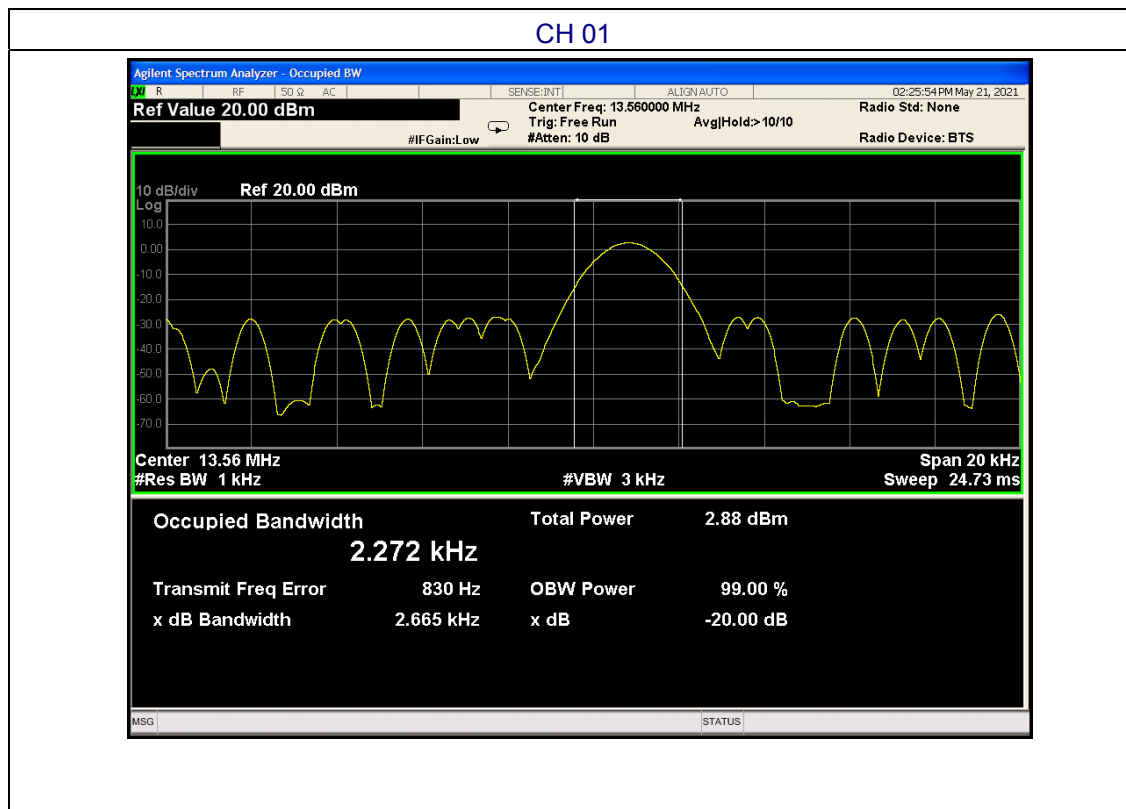 CH 01
Agilent Spectrum Analyzer - Occupied BW
LXI R RF 50 Ω AC SENSE:INT ALIGN AUTO 02:25:54 PM May 21, 2021
Ref Value 20.00 dBm Center Freq: 13.560000 MHz Radio Std: None
Trig: Free Run Avg|Hold:> 10/10
#IFGain:Low #Atten: 10 dB Radio Device: BTS
10 dB/div Ref 20.00 dBm
Log
10.0
0.00
-10.0
-20.0
-30.0
-40.0
-50.0
-60.0
-70.0
Center 13.56 MHz Span 20 kHz
#Res BW 1 kHz #VBW 3 kHz Sweep 24.73 ms
Occupied Bandwidth Total Power 2.88 dBm
2.272 kHz
Transmit Freq Error 830 Hz OBW Power 99.00 %
x dB Bandwidth 2.665 kHz x dB -20.00 dB
MSG STATUS